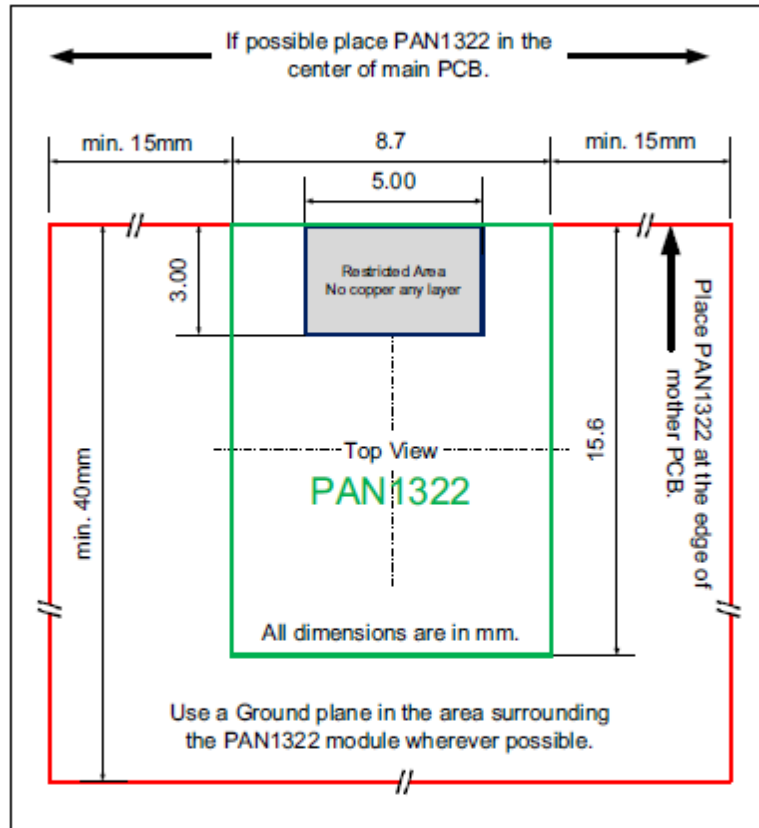 If possible place PAN1322 in the
center of main PCB.
min. 15mm
8.7
min. 15mm
5.00
3.00
Restricted Area
No copper any layer
Place PAN1322 at the edge of
mother PCB.
15.6
min. 40mm
Top View
PAN1322
All dimensions are in mm.
Use a Ground plane in the area surrounding
the PAN1322 module wherever possible.